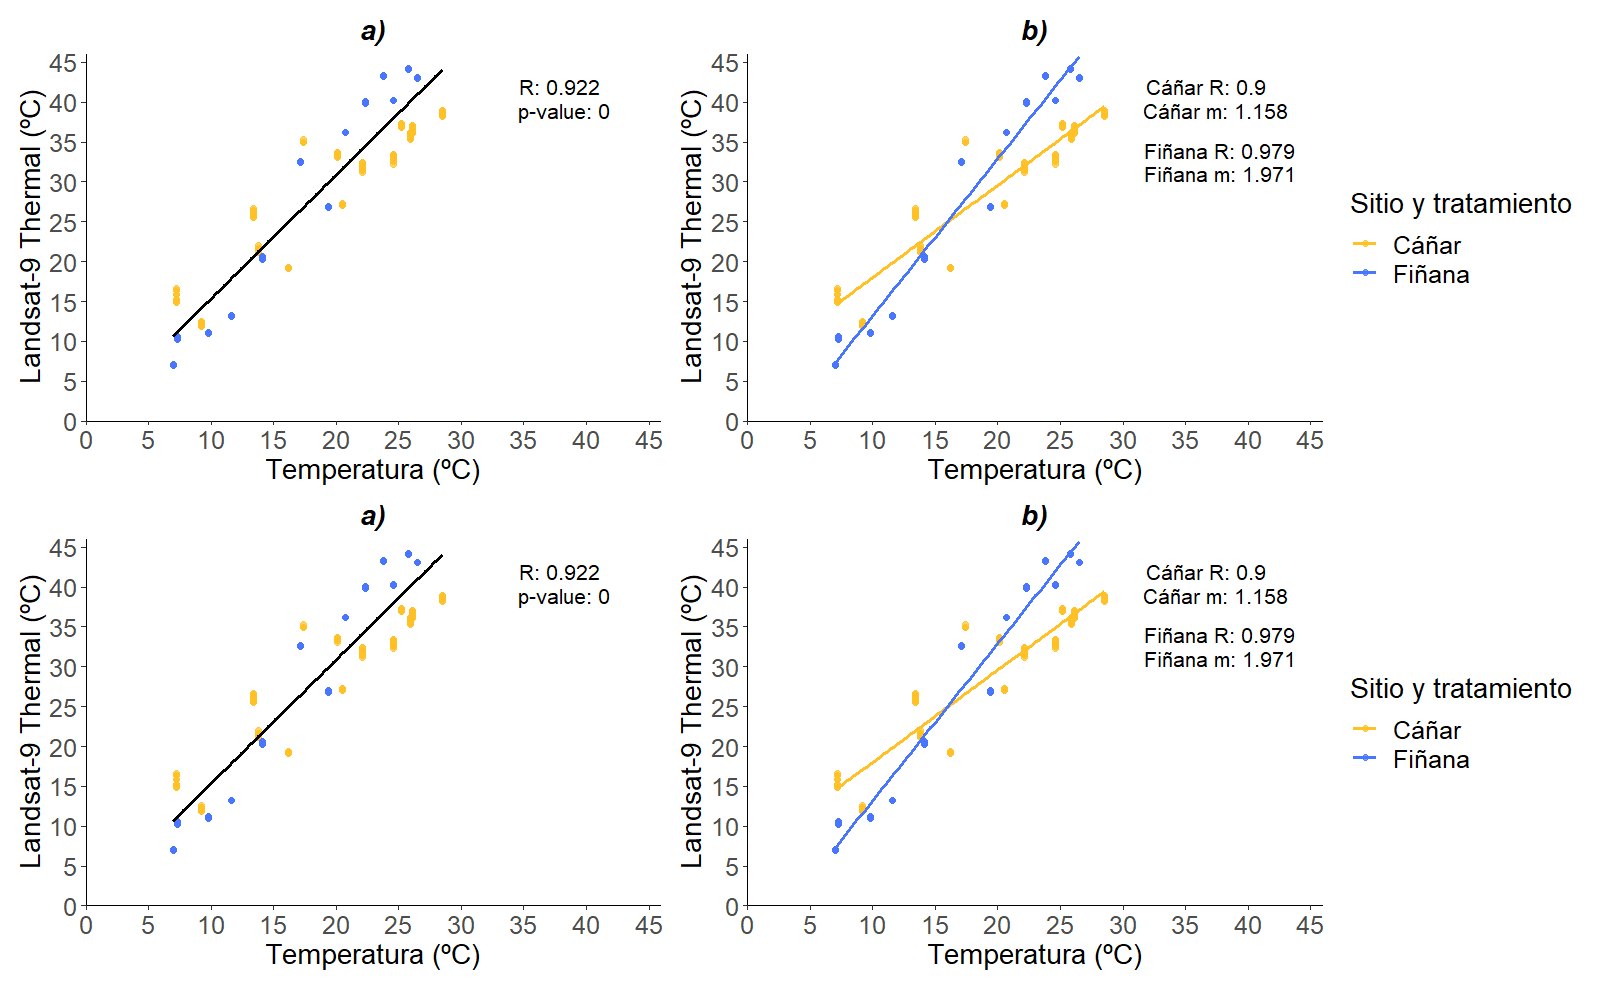 a)
Landsat-9 Thermal (ºC)
45
40
35
30
25
20
15
10
5
0
R: 0.922
p-value: 0
0 5 10 15 20 25 30 35 40 45
Temperatura (ºC)
b)
Landsat-9 Thermal (ºC)
45
40
35
30
25
20
15
10
5
0
Cáñar R: 0.9
Cáñar m: 1.158
Fiñana R: 0.979
Fiñana m: 1.971
0 5 10 15 20 25 30 35 40 45
Temperatura (ºC)
Sitio y tratamiento
Cáñar
Fiñana
a)
Landsat-9 Thermal (ºC)
45
40
35
30
25
20
15
10
5
0
R: 0.922
p-value: 0
0 5 10 15 20 25 30 35 40 45
Temperatura (ºC)
b)
Landsat-9 Thermal (ºC)
45
40
35
30
25
20
15
10
5
0
Cáñar R: 0.9
Cáñar m: 1.158
Fiñana R: 0.979
Fiñana m: 1.971
0 5 10 15 20 25 30 35 40 45
Temperatura (ºC)
Sitio y tratamiento
Cáñar
Fiñana